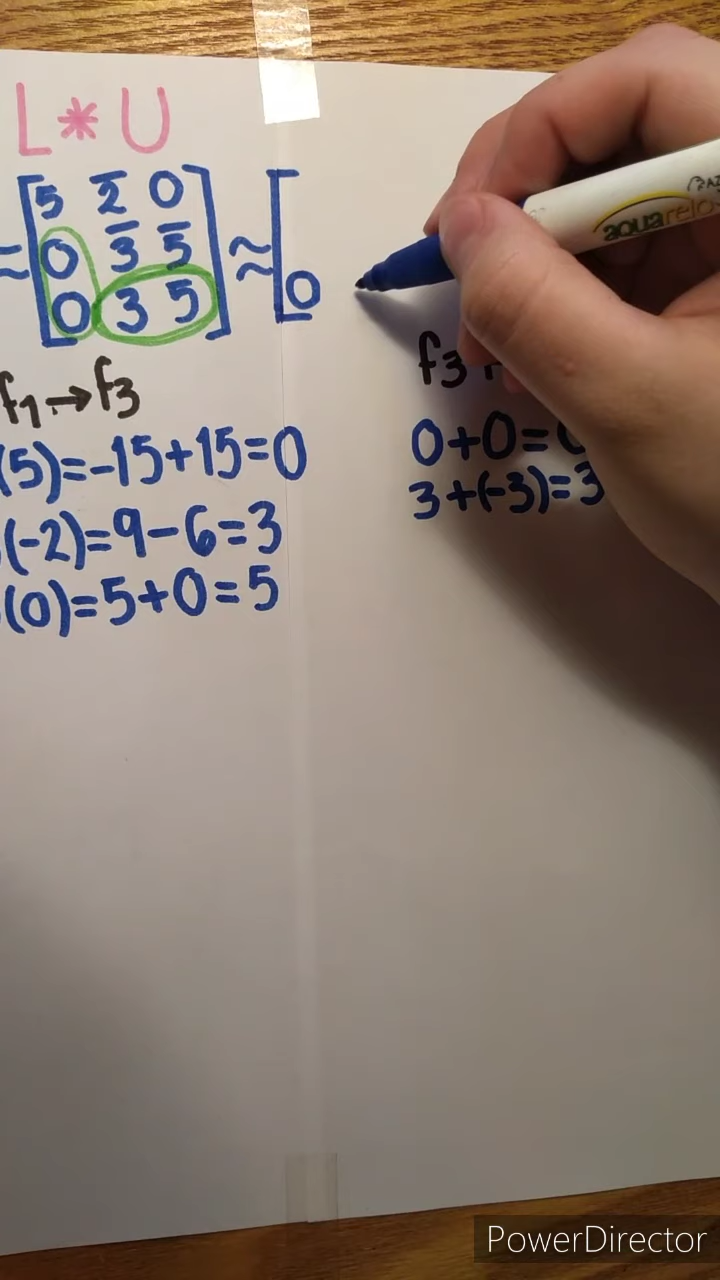 L * U
≈ [ 5 -2 0 ] ≈ [
0 -3 -5
0 3 5 0
f1 → f3
f3
(5)=-15+15=0
0+0=0
(-2)=9-6=3
3+(-3)=3
(0)=5+0=5
PowerDirector